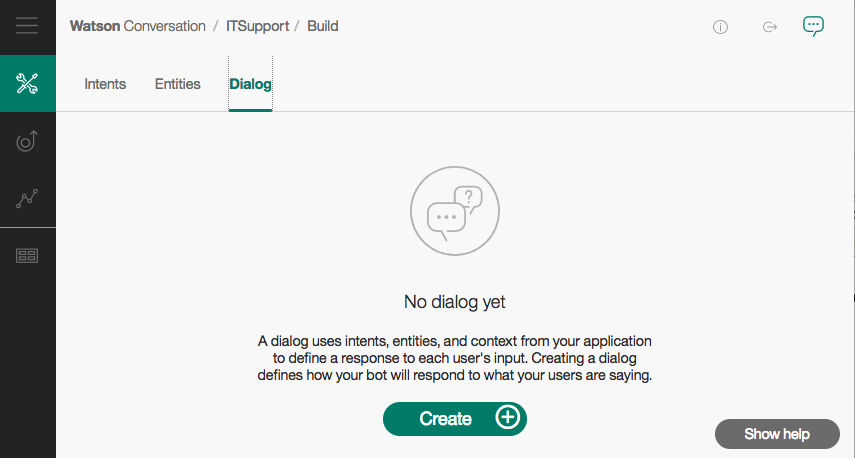 Watson Conversation / ITSupport / Build
Intents Entities Dialog
?
No dialog yet
A dialog uses intents, entities, and context from your application
to define a response to each user's input. Creating a dialog
defines how your bot will respond to what your users are saying.
Create
Show help